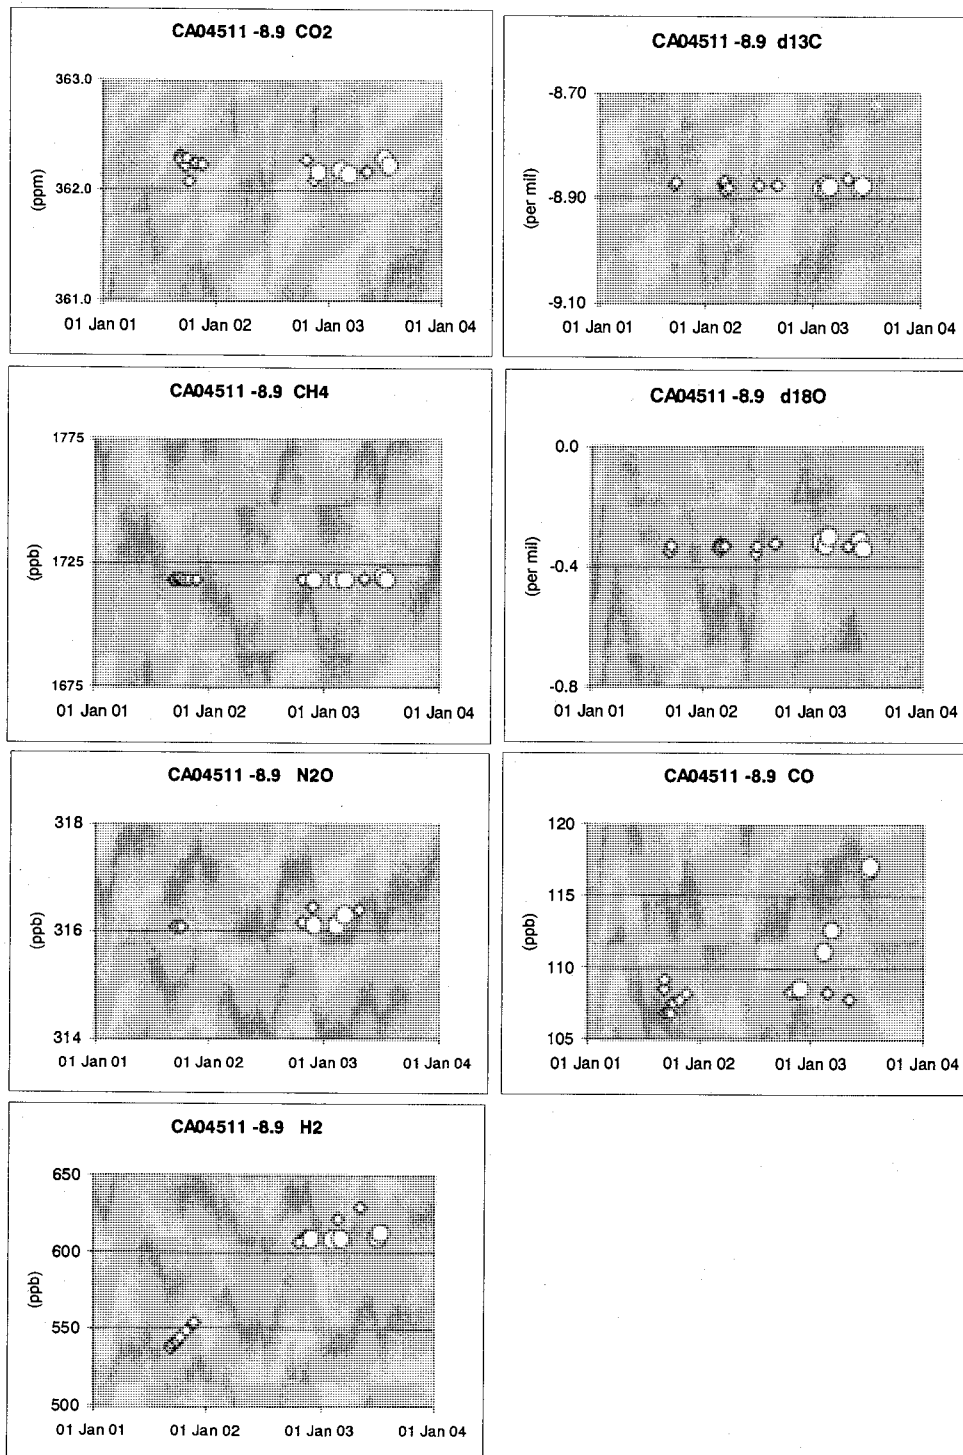 CA04511 -8.9 CO2
363.0
362.0
361.0
(ppm)
01 Jan 01 01 Jan 02 01 Jan 03 01 Jan 04
CA04511 -8.9 d13C
-8.70
-8.90
-9.10
(per mil)
01 Jan 01 01 Jan 02 01 Jan 03 01 Jan 04
CA04511 -8.9 CH4
1775
1725
1675
(ppb)
01 Jan 01 01 Jan 02 01 Jan 03 01 Jan 04
CA04511 -8.9 d18O
0.0
-0.4
-0.8
(per mil)
01 Jan 01 01 Jan 02 01 Jan 03 01 Jan 04
CA04511 -8.9 N2O
318
316
314
(ppb)
01 Jan 01 01 Jan 02 01 Jan 03 01 Jan 04
CA04511 -8.9 CO
120
115
110
105
(ppb)
01 Jan 01 01 Jan 02 01 Jan 03 01 Jan 04
CA04511 -8.9 H2
650
600
550
500
(ppb)
01 Jan 01 01 Jan 02 01 Jan 03 01 Jan 04